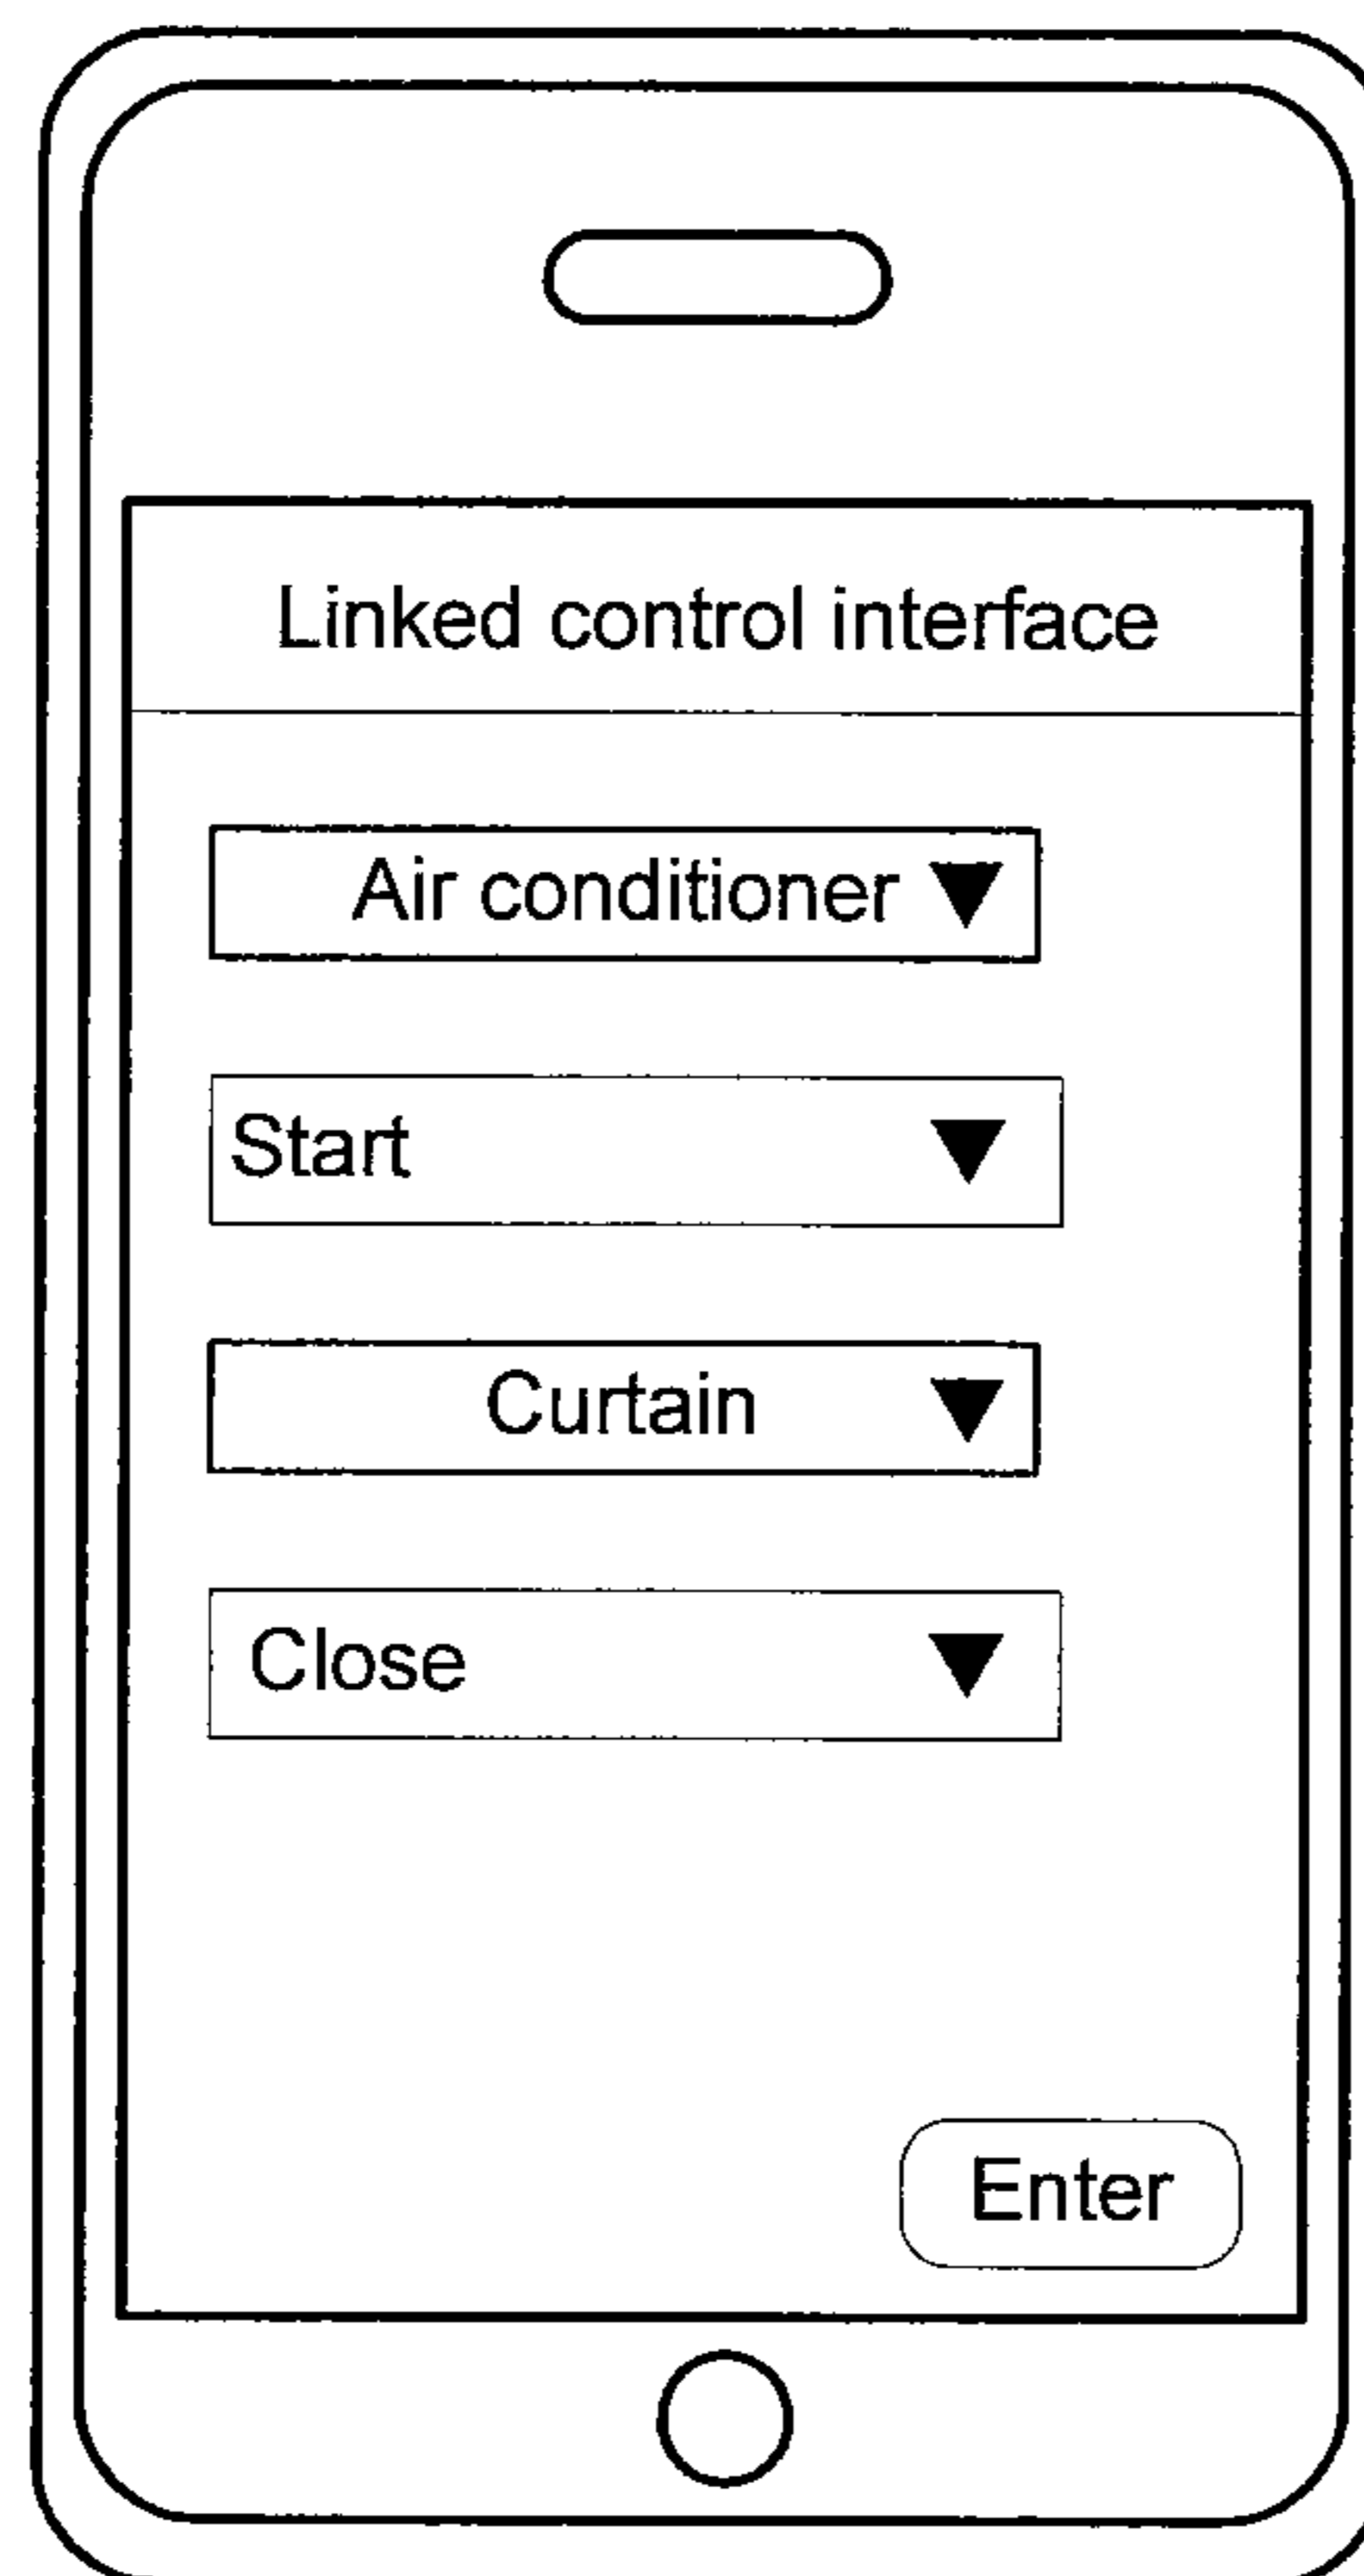 Linked control interface
Air conditioner
Start
Curtain
Close
Enter